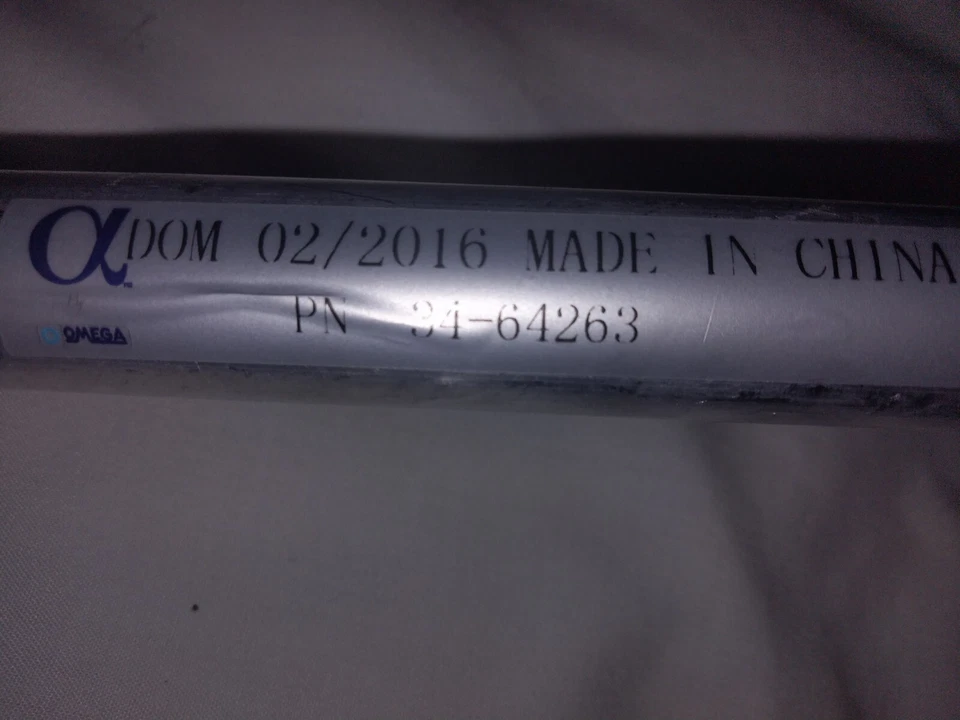 α DOM 02/2016 MADE IN CHINA
PN 34-64263
OMEGA